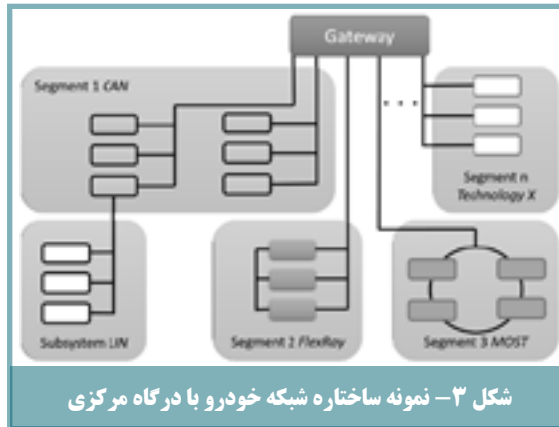 Gateway
Segment 1 CAN
. . .
Segment n
Technology X
Subsystem LIN
Segment 2 FlexRay
Segment 3 MOST
شکل ۳- نمونه ساختاره شبکه خودرو با درگاه مرکزی